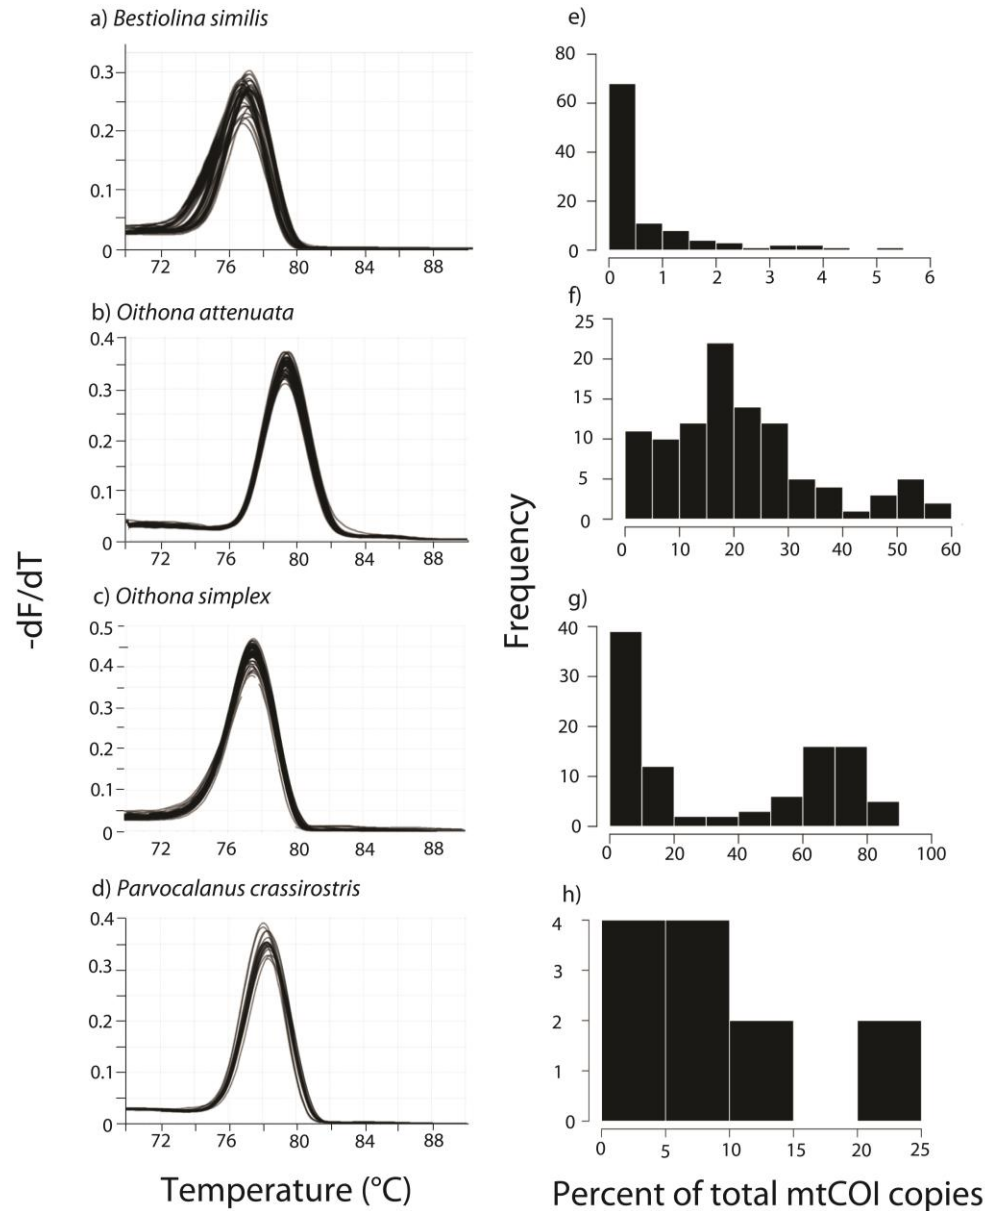 a) Bestiolina similis
0.3
0.2
0.1
0
72 76 80 84 88
b) Oithona attenuata
0.4
0.3
0.2
0.1
0
72 76 80 84 88
c) Oithona simplex
0.5
0.4
0.3
0.2
0.1
0
72 76 80 84 88
d) Parvocalanus crassirostris
0.4
0.3
0.2
0.1
0
72 76 80 84 88
-dF/dT
Temperature (°C)
e)
80
60
40
20
0
0 1 2 3 4 5 6
f)
25
20
15
10
5
0
0 10 20 30 40 50 60
g)
40
30
20
10
0
0 20 40 60 80 100
h)
4
3
2
1
0
0 5 10 15 20 25
Frequency
Percent of total mtCOI copies